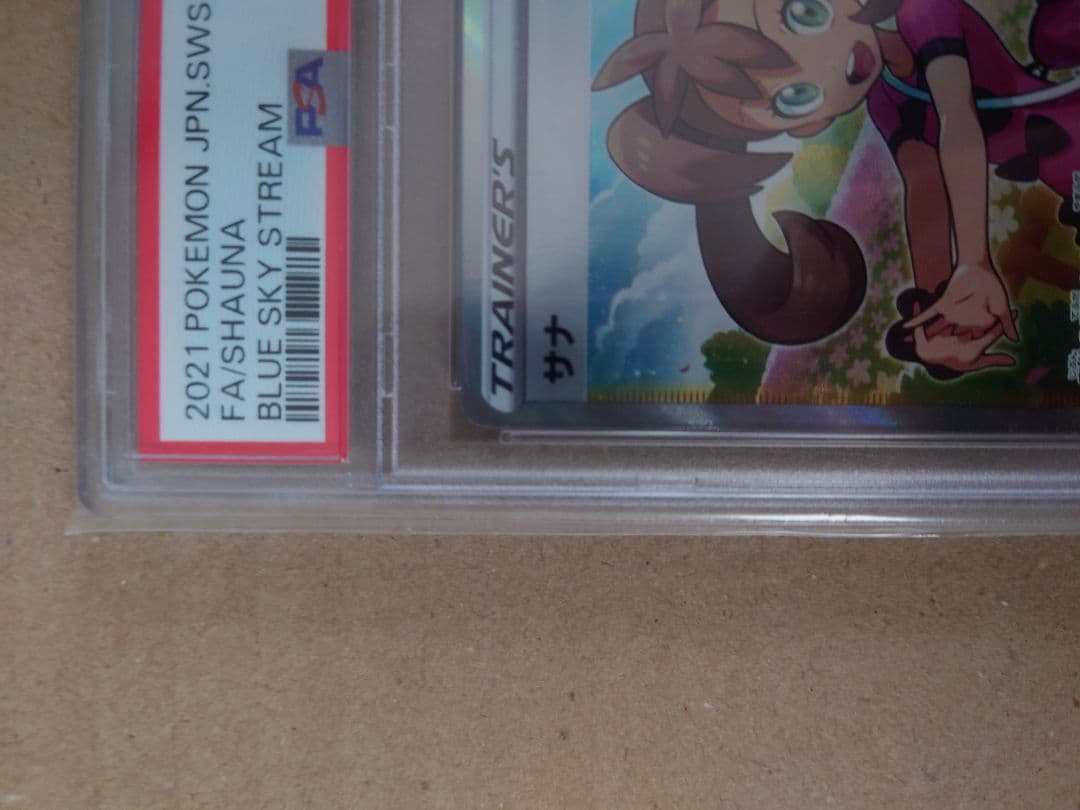 2021 POKEMON JPN.SWS
FA/SHAUNA
BLUE SKY STREAM
PSA
TRAINER'S
サナ